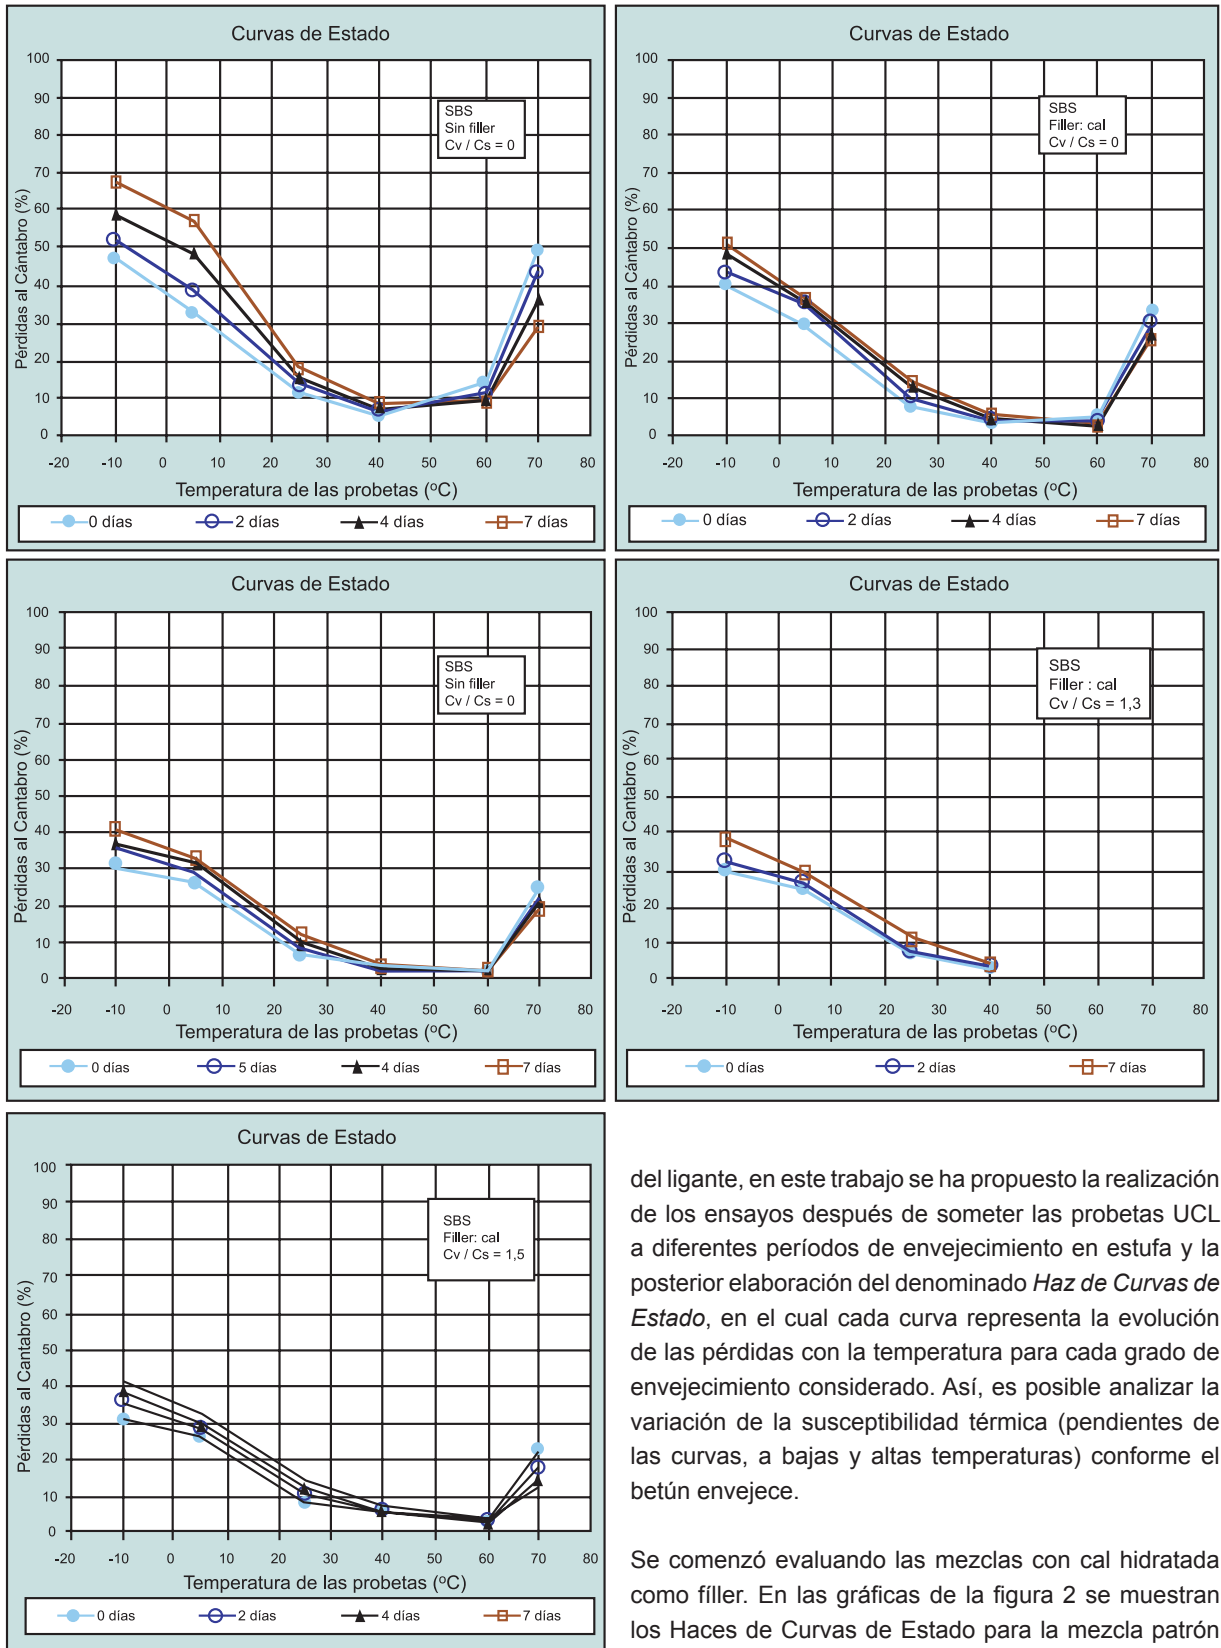 Curvas de Estado
Pérdidas al Cántabro (%)
100
90
80
70
60
50
40
30
20
10
0
SBS
Sin filler
Cv / Cs = 0
-20 -10 0 10 20 30 40 50 60 70 80
Temperatura de las probetas (ºC)
0 días 2 días 4 días 7 días
Curvas de Estado
Pérdidas al Cantabro (%)
100
90
80
70
60
50
40
30
20
10
0
SBS
Filler: cal
Cv / Cs = 0
-20 -10 0 10 20 30 40 50 60 70 80
Temperatura de las probetas (ºC)
0 días 2 días 4 días 7 días
Curvas de Estado
Pérdidas al Cantabro (%)
100
90
80
70
60
50
40
30
20
10
0
SBS
Sin filler
Cv / Cs = 0
-20 -10 0 10 20 30 40 50 60 70 80
Temperatura de las probetas (ºC)
0 días 5 días 4 días 7 días
Curvas de Estado
Pérdidas al Cantabro (%)
100
90
80
70
60
50
40
30
20
10
0
SBS
Filler : cal
Cv / Cs = 1,3
-20 -10 0 10 20 30 40 50 60 70 80
Temperatura de las probetas (ºC)
0 días 2 días 7 días
Curvas de Estado
Pérdidas al Cantabro (%)
100
90
80
70
60
50
40
30
20
10
0
SBS
Filler: cal
Cv / Cs = 1,5
-20 -10 0 10 20 30 40 50 60 70 80
Temperatura de las probetas (ºC)
0 días 2 días 4 días 7 días
del ligante, en este trabajo se ha propuesto la realización
de los ensayos después de someter las probetas UCL
a diferentes períodos de envejecimiento en estufa y la
posterior elaboración del denominado Haz de Curvas de
Estado, en el cual cada curva representa la evolución
de las pérdidas con la temperatura para cada grado de
envejecimiento considerado. Así, es posible analizar la
variación de la susceptibilidad térmica (pendientes de
las curvas, a bajas y altas temperaturas) conforme el
betún envejece.
Se comenzó evaluando las mezclas con cal hidratada
como fíller. En las gráficas de la figura 2 se muestran
los Haces de Curvas de Estado para la mezcla patrón